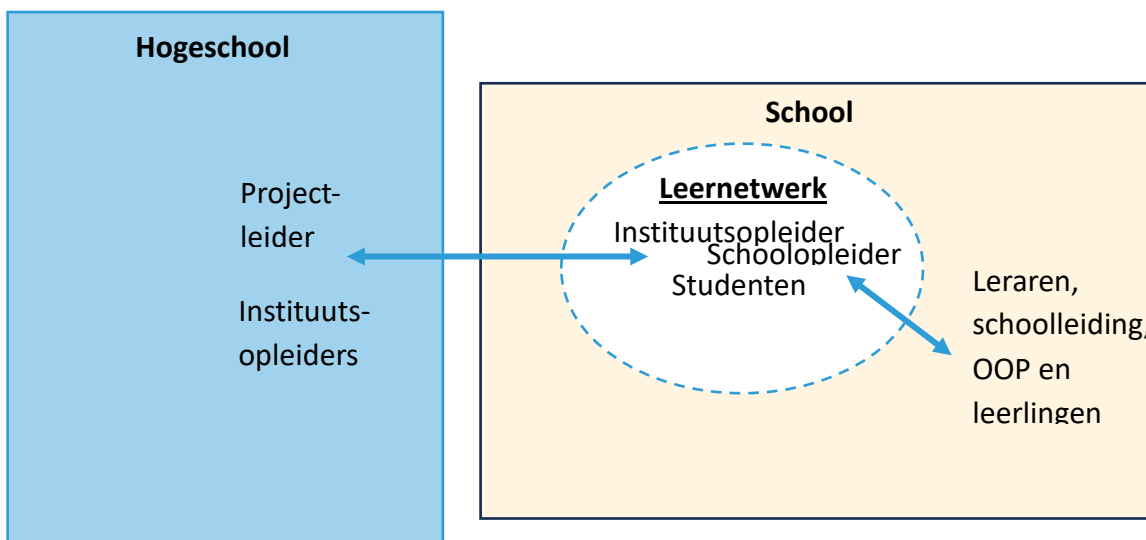 Hogeschool
Project-
leider
Instituuts-
opleiders
School
Leernetwerk
Instituutsopleider
Schoolopleider
Studenten
Leraren,
schoolleiding,
OOP en
leerlingen